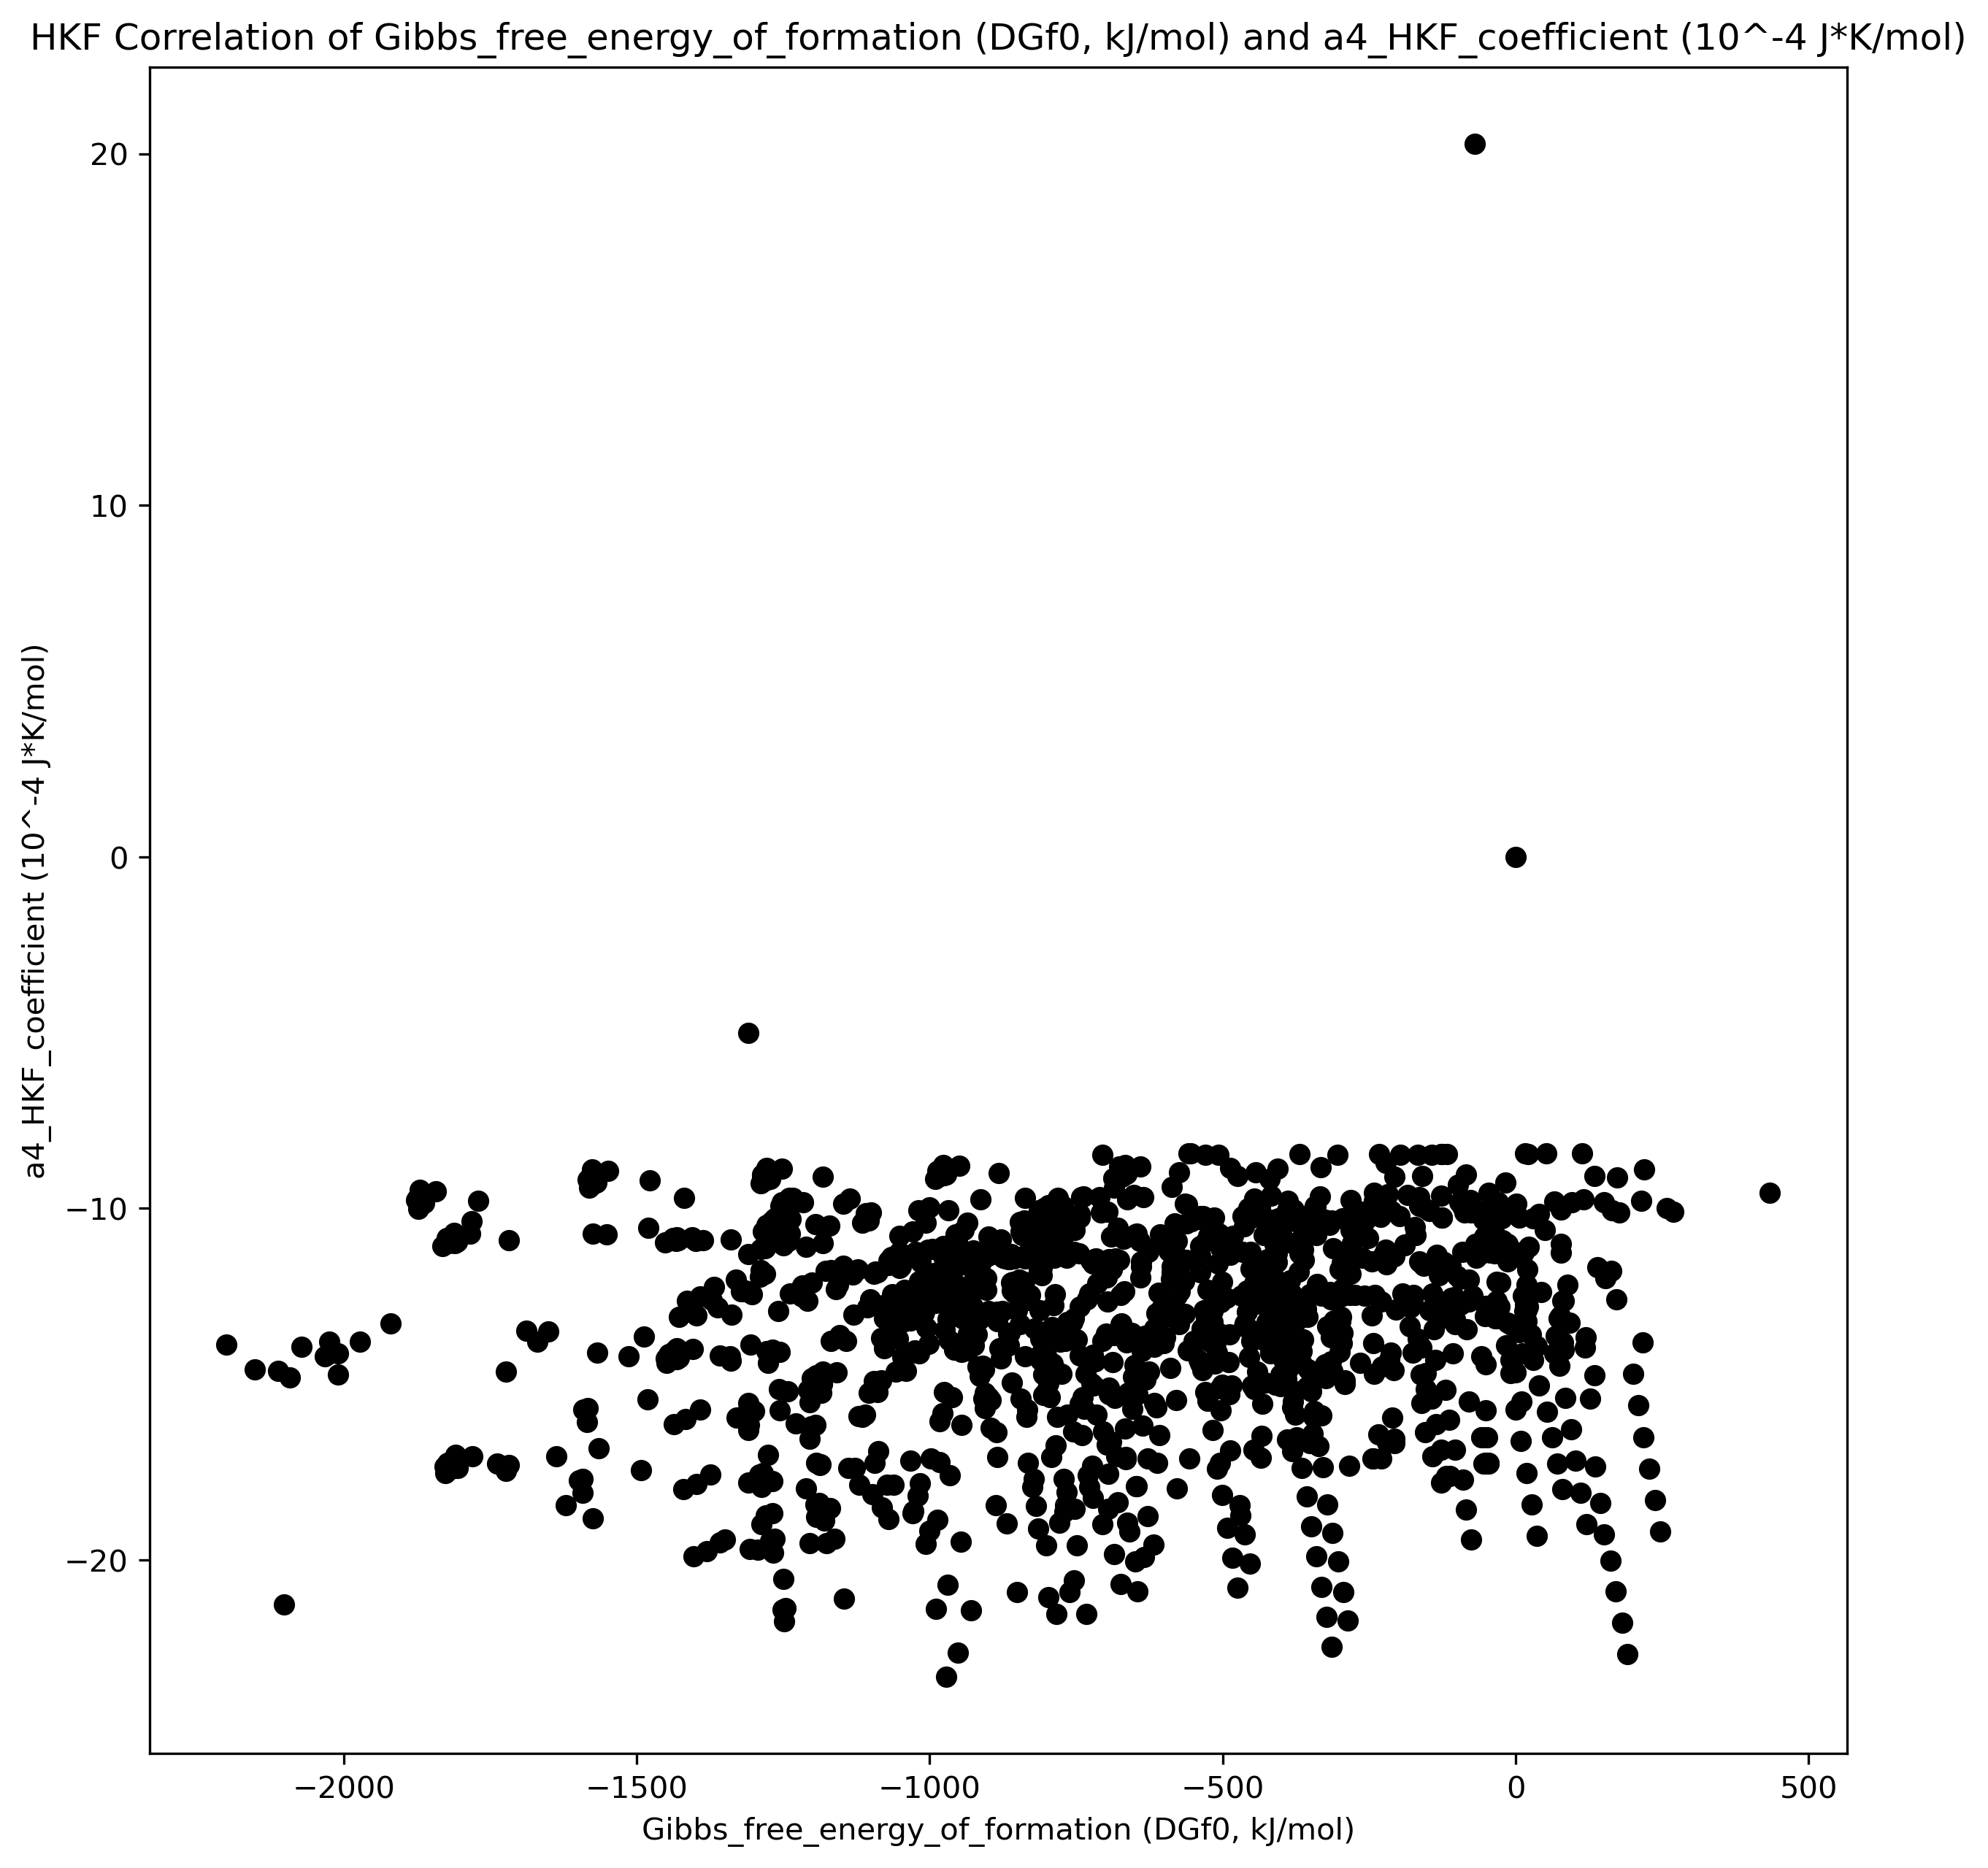 HKF Correlation of Gibbs_free_energy_of_formation (DGf0, kJ/mol) and a4_HKF_coefficient (10^-4 J*K/mol)
20
10
0
−10
−20
a4_HKF_coefficient (10^-4 J*K/mol)
−2000 −1500 −1000 −500 0 500
Gibbs_free_energy_of_formation (DGf0, kJ/mol)